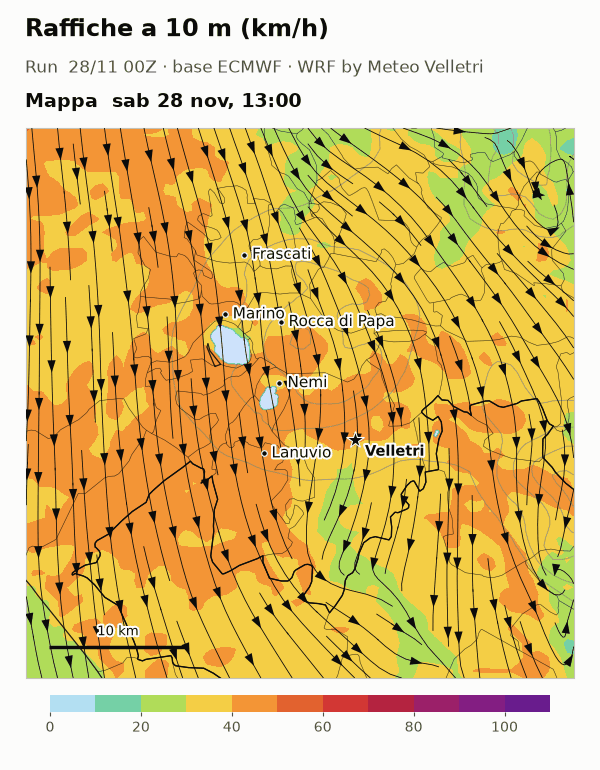 Raffiche a 10 m (km/h)
Run 28/11 00Z · base ECMWF · WRF by Meteo Velletri
Mappa sab 28 nov, 13:00
Frascati
Marino
Rocca di Papa
Nemi
Velletri
Lanuvio
10 km
0 20 40 60 80 100